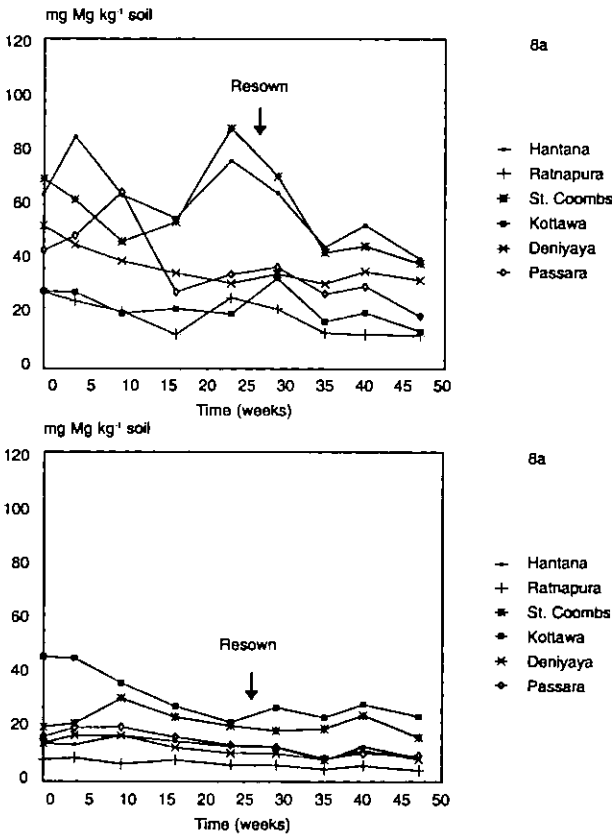 mg Mg kg⁻¹ soil
120
8a
100
Resown
80
Hantana
Ratnapura
60
St. Coombs
Kottawa
40
Deniyaya
Passara
20
0
0 5 10 15 20 25 30 35 40 45 50
Time (weeks)
mg Mg kg⁻¹ soil
120
8a
100
80
Hantana
Ratnapura
60
St. Coombs
Resown
Kottawa
40
Deniyaya
Passara
20
0
0 5 10 15 20 25 30 35 40 45 50
Time (weeks)